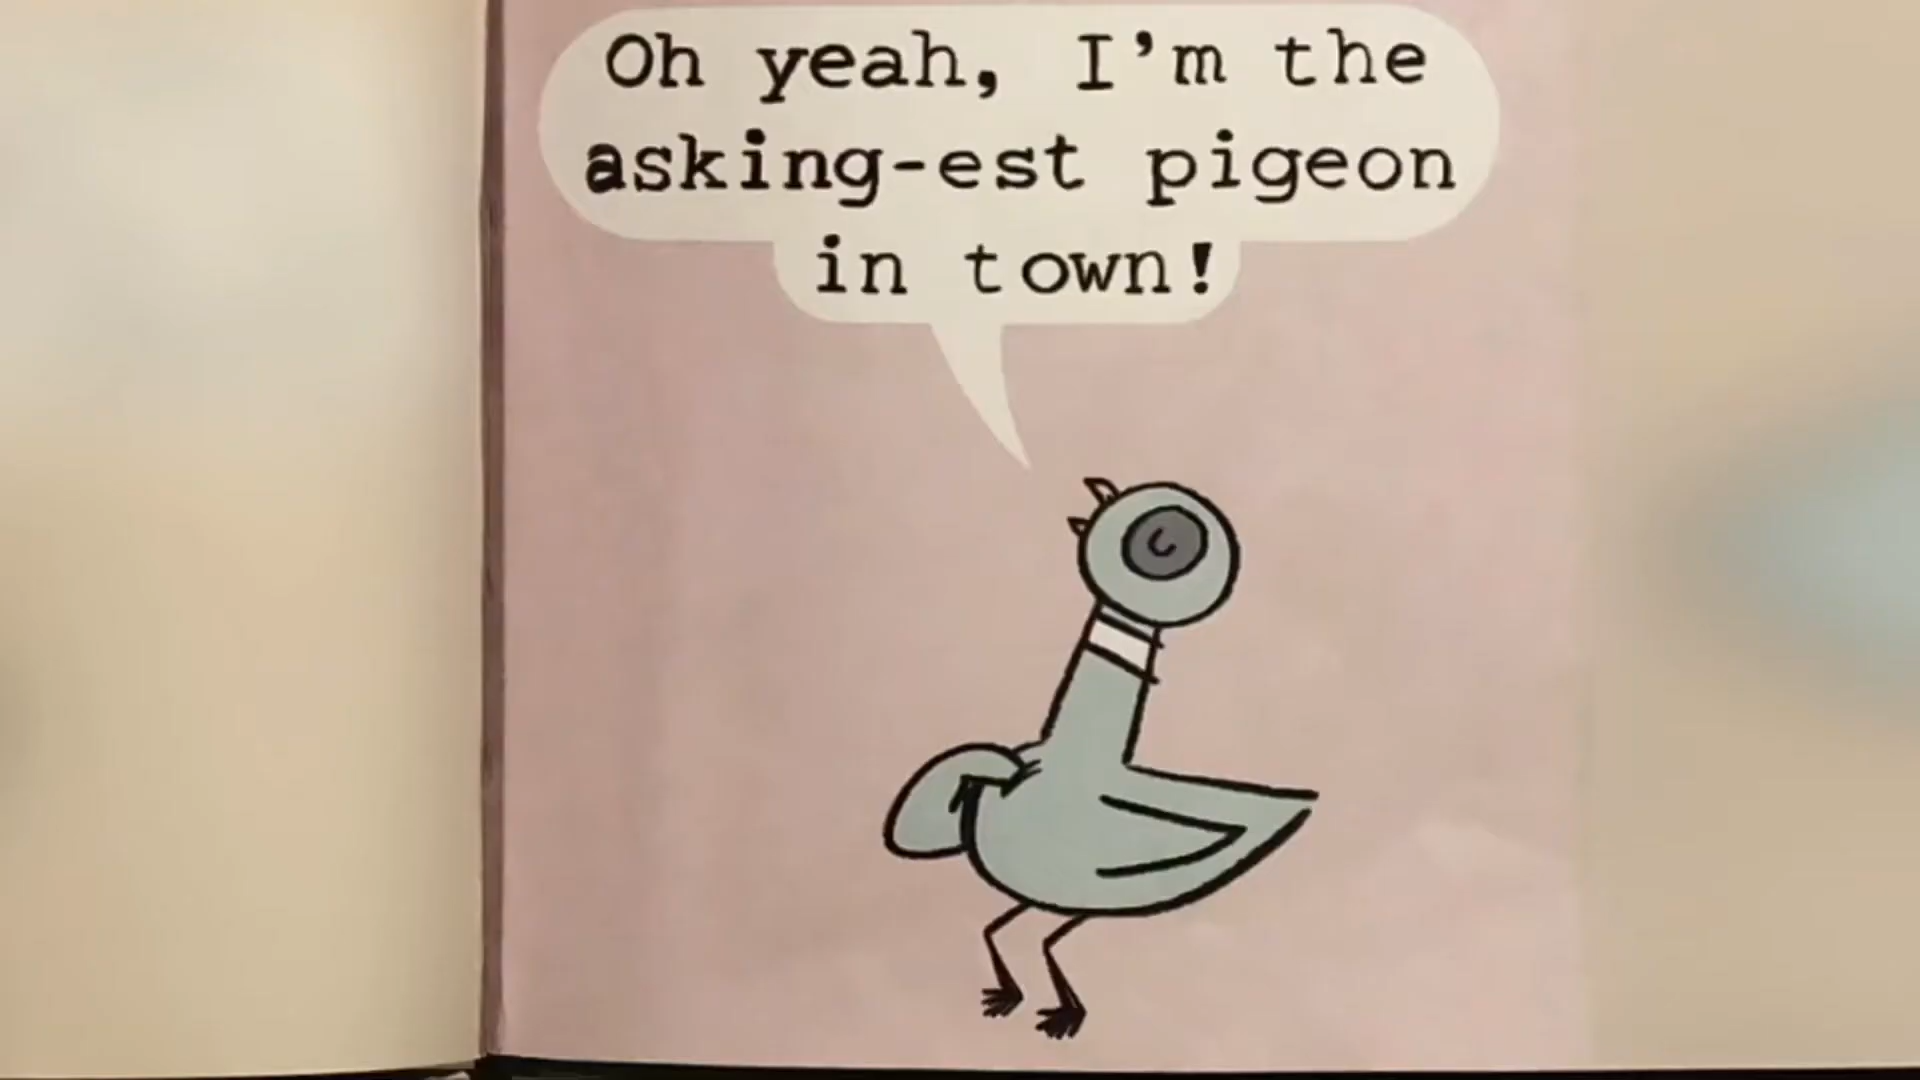 Oh yeah, I'm the
asking-est pigeon
in town!